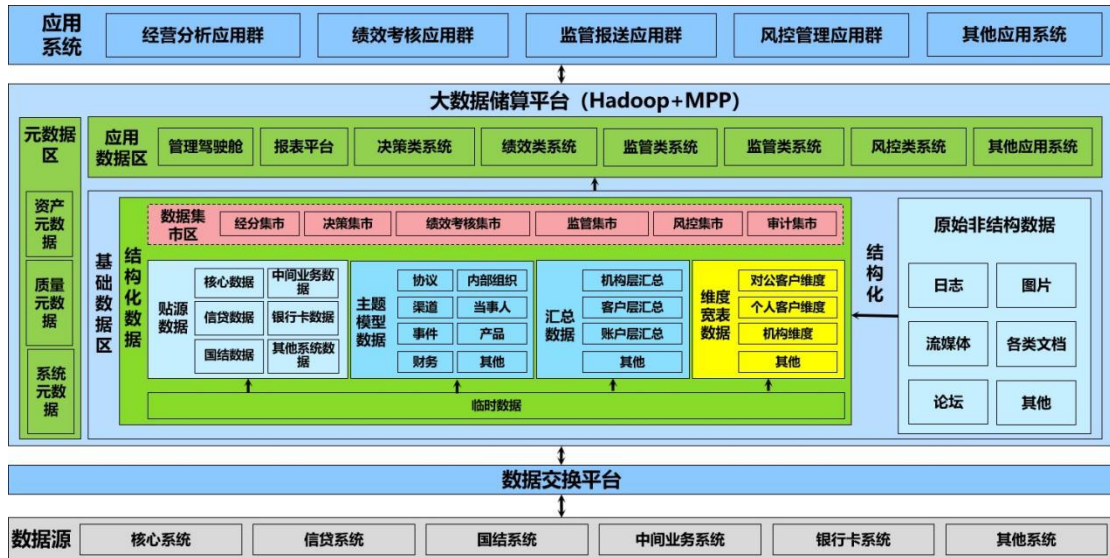 应用
系统
经营分析应用群
绩效考核应用群
监管报送应用群
风控管理应用群
其他应用系统
大数据储算平台（Hadoop+MPP）
元数据
区
资产
元数
据
质量
元数
据
系统
元数
据
应用
数据区
管理驾驶舱
报表平台
决策类系统
绩效类系统
监管类系统
监管类系统
风控类系统
其他应用系统
基
础
数
据
区
结
构
化
数
据
数据集
市区
经分集市
决策集市
绩效考核集市
监管集市
风控集市
审计集市
贴源
数据
核心数据
中间业务数
据
信贷数据
银行卡数据
国结数据
其他系统数
据
主题
模型
数据
协议
内部组织
渠道
当事人
事件
产品
财务
其他
汇总
数据
机构层汇总
客户层汇总
账户层汇总
其他
维度
宽表
数据
对公客户维度
个人客户维度
机构维度
其他
临时数据
结
构
化
原始非结构数据
日志
图片
流媒体
各类文档
论坛
其他
数据交换平台
数据源
核心系统
信贷系统
国结系统
中间业务系统
银行卡系统
其他系统